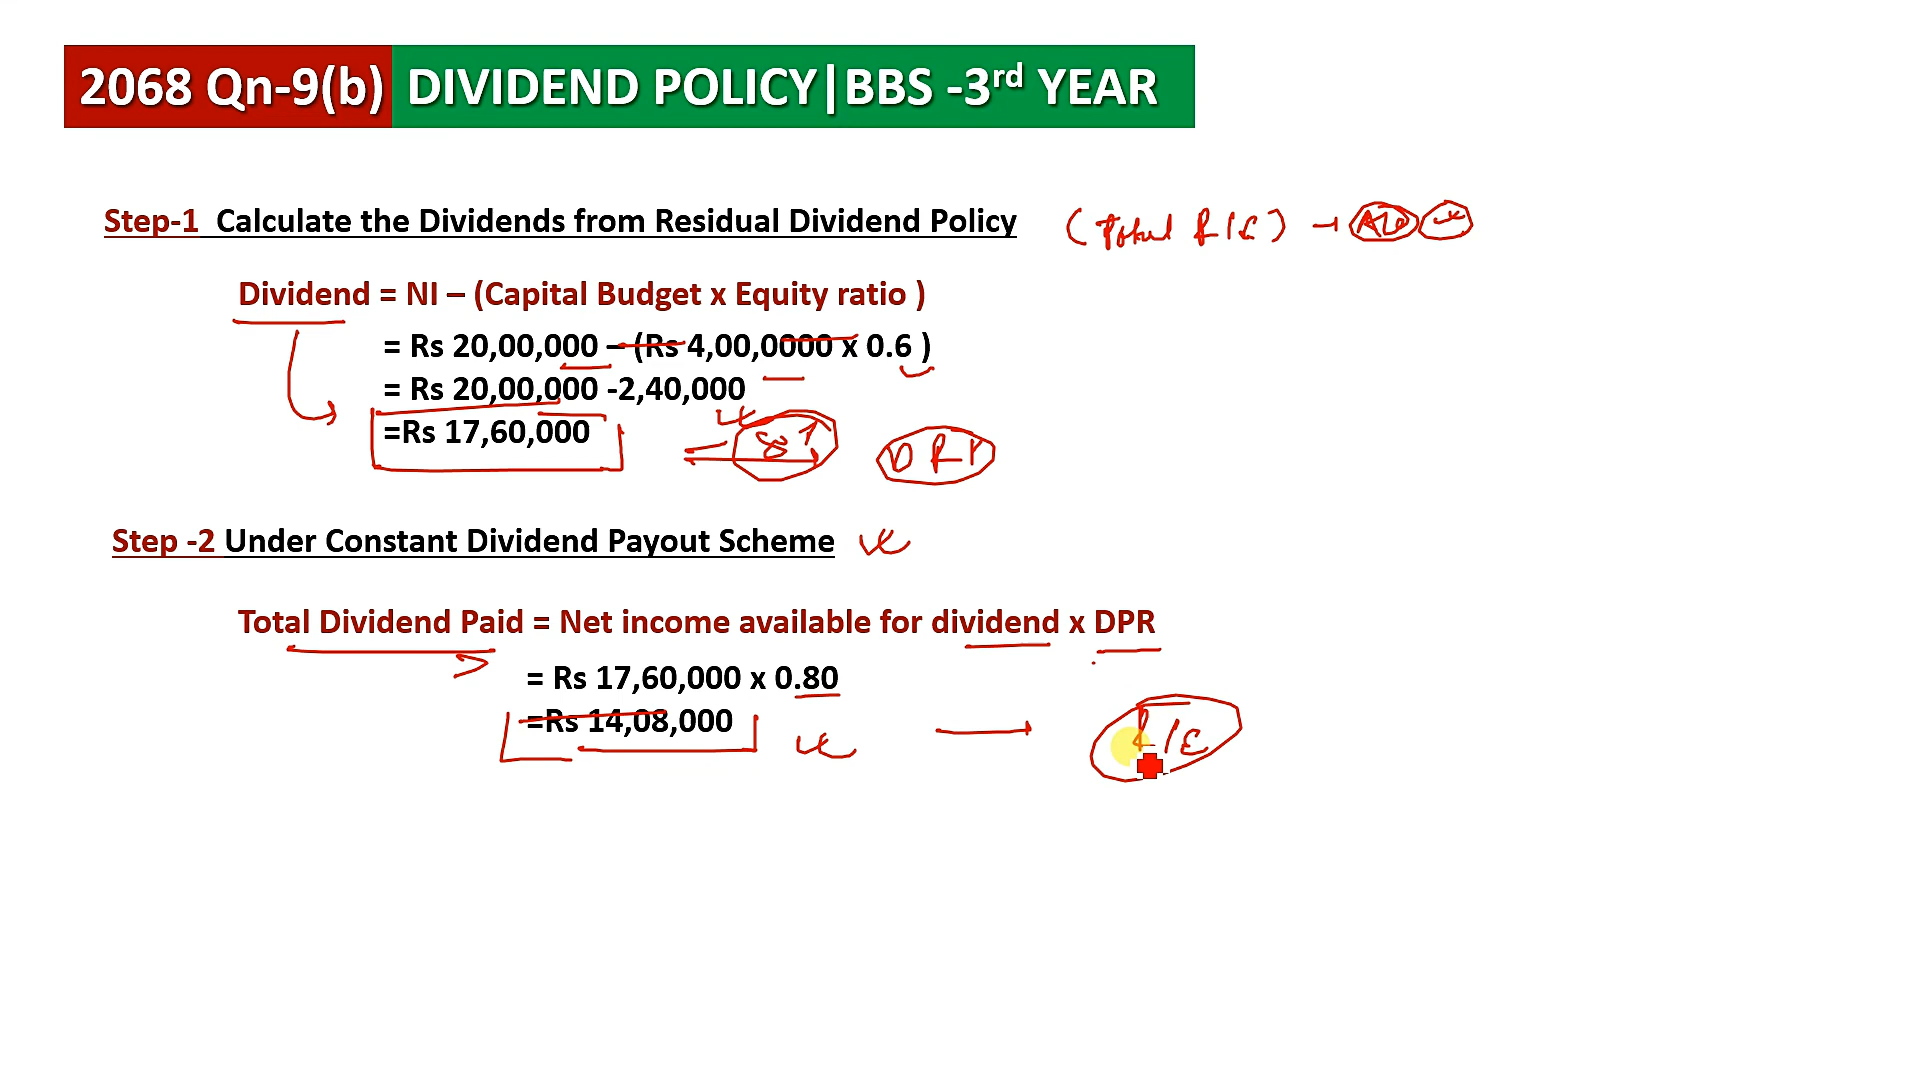 2068 Qn-9(b) DIVIDEND POLICY|BBS -3rd YEAR
Step-1 Calculate the Dividends from Residual Dividend Policy (Total R/E) →
Dividend = NI – (Capital Budget x Equity ratio )
= Rs 20,00,000 – (Rs 4,00,0000 x 0.6 )
= Rs 20,00,000 -2,40,000
=Rs 17,60,000
Step -2 Under Constant Dividend Payout Scheme
Total Dividend Paid = Net income available for dividend x DPR
= Rs 17,60,000 x 0.80
=Rs 14,08,000 → R/E